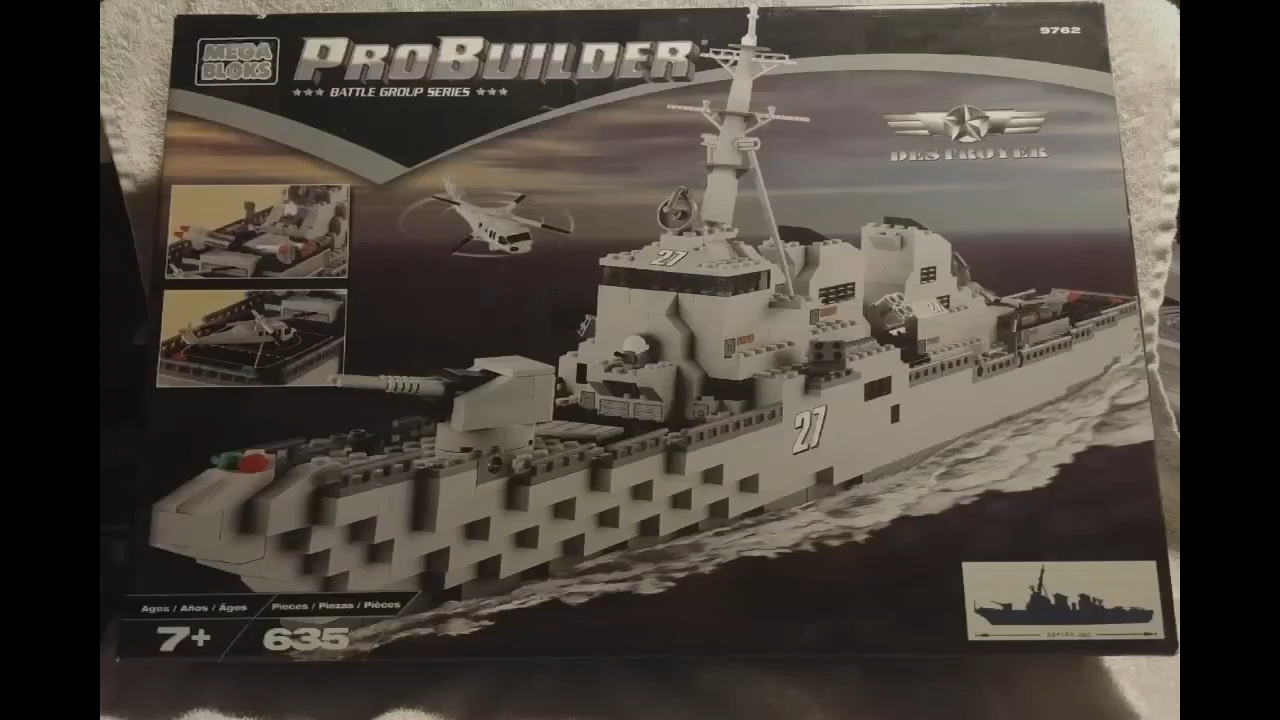 MEGA
BLOKS
PROBUILDER
BATTLE GROUP SERIES
9762
DESTROYER
27
27
Ages / Años / Âges
7+
Pieces / Piezas / Pièces
635